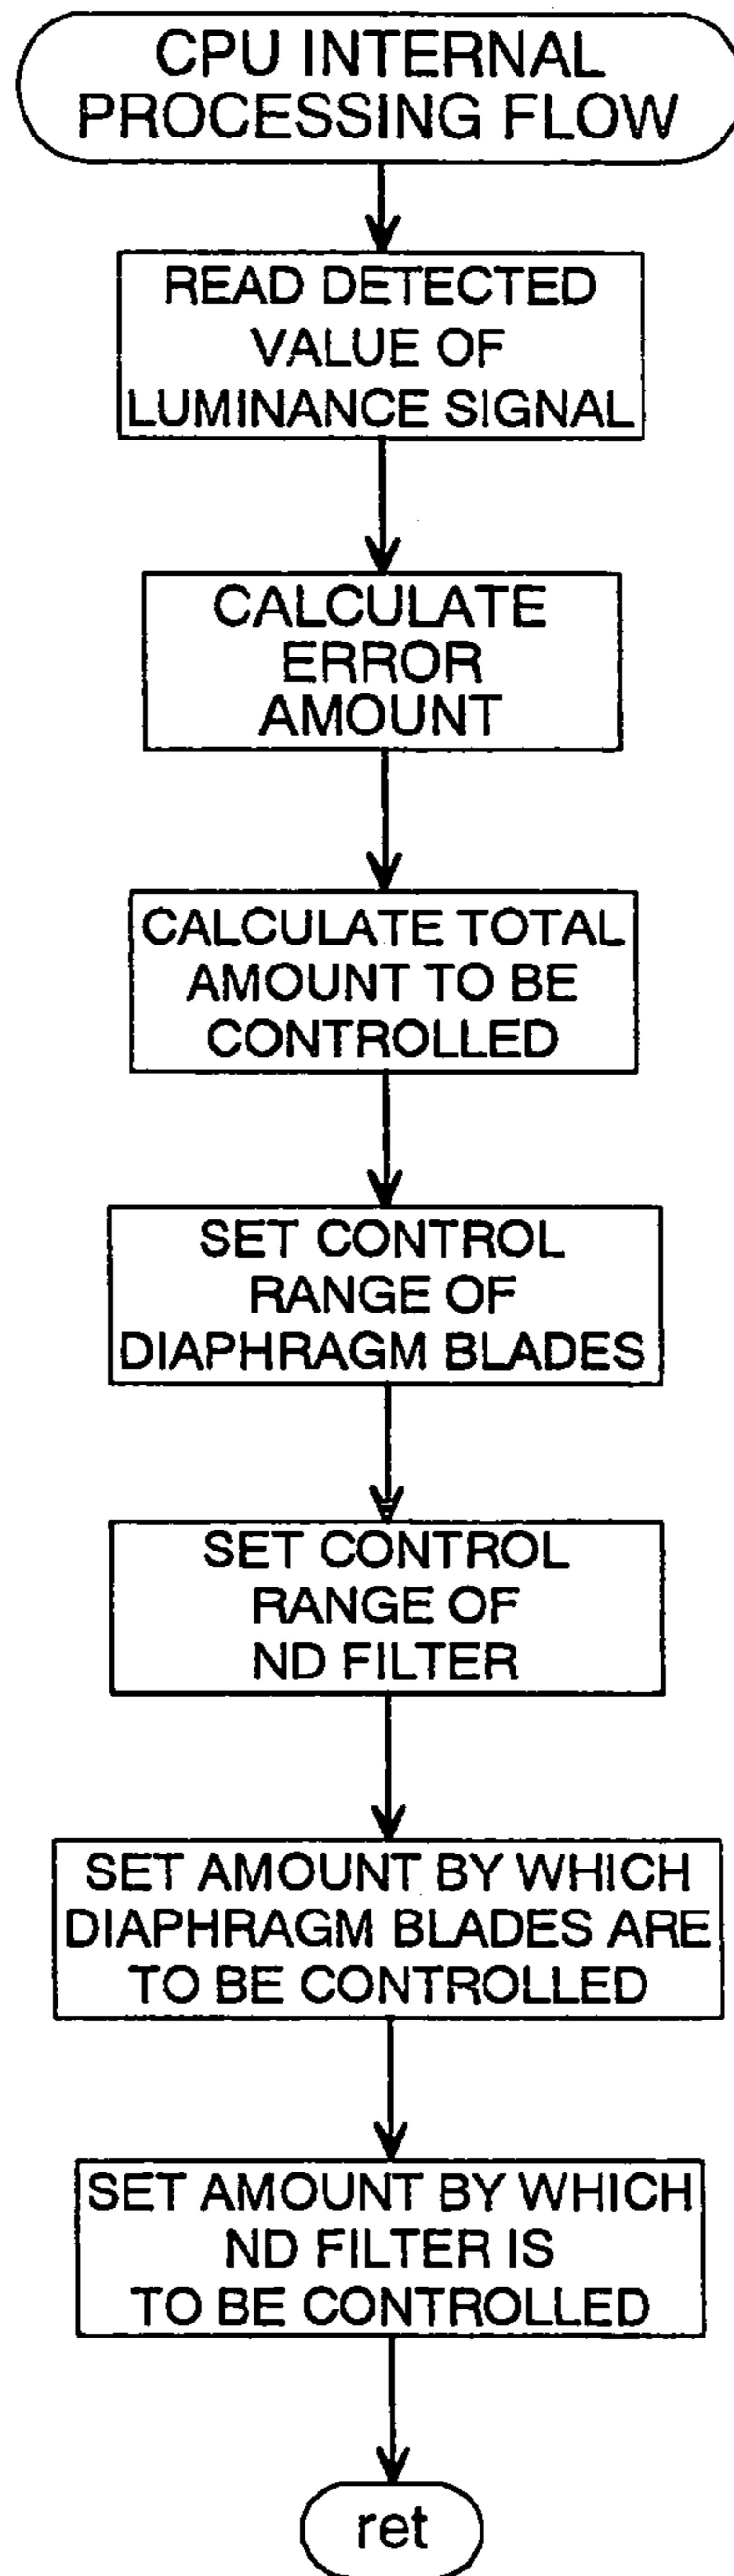 CPU INTERNAL
PROCESSING FLOW
READ DETECTED
VALUE OF
LUMINANCE SIGNAL
CALCULATE
ERROR
AMOUNT
CALCULATE TOTAL
AMOUNT TO BE
CONTROLLED
SET CONTROL
RANGE OF
DIAPHRAGM BLADES
SET CONTROL
RANGE OF
ND FILTER
SET AMOUNT BY WHICH
DIAPHRAGM BLADES ARE
TO BE CONTROLLED
SET AMOUNT BY WHICH
ND FILTER IS
TO BE CONTROLLED
ret